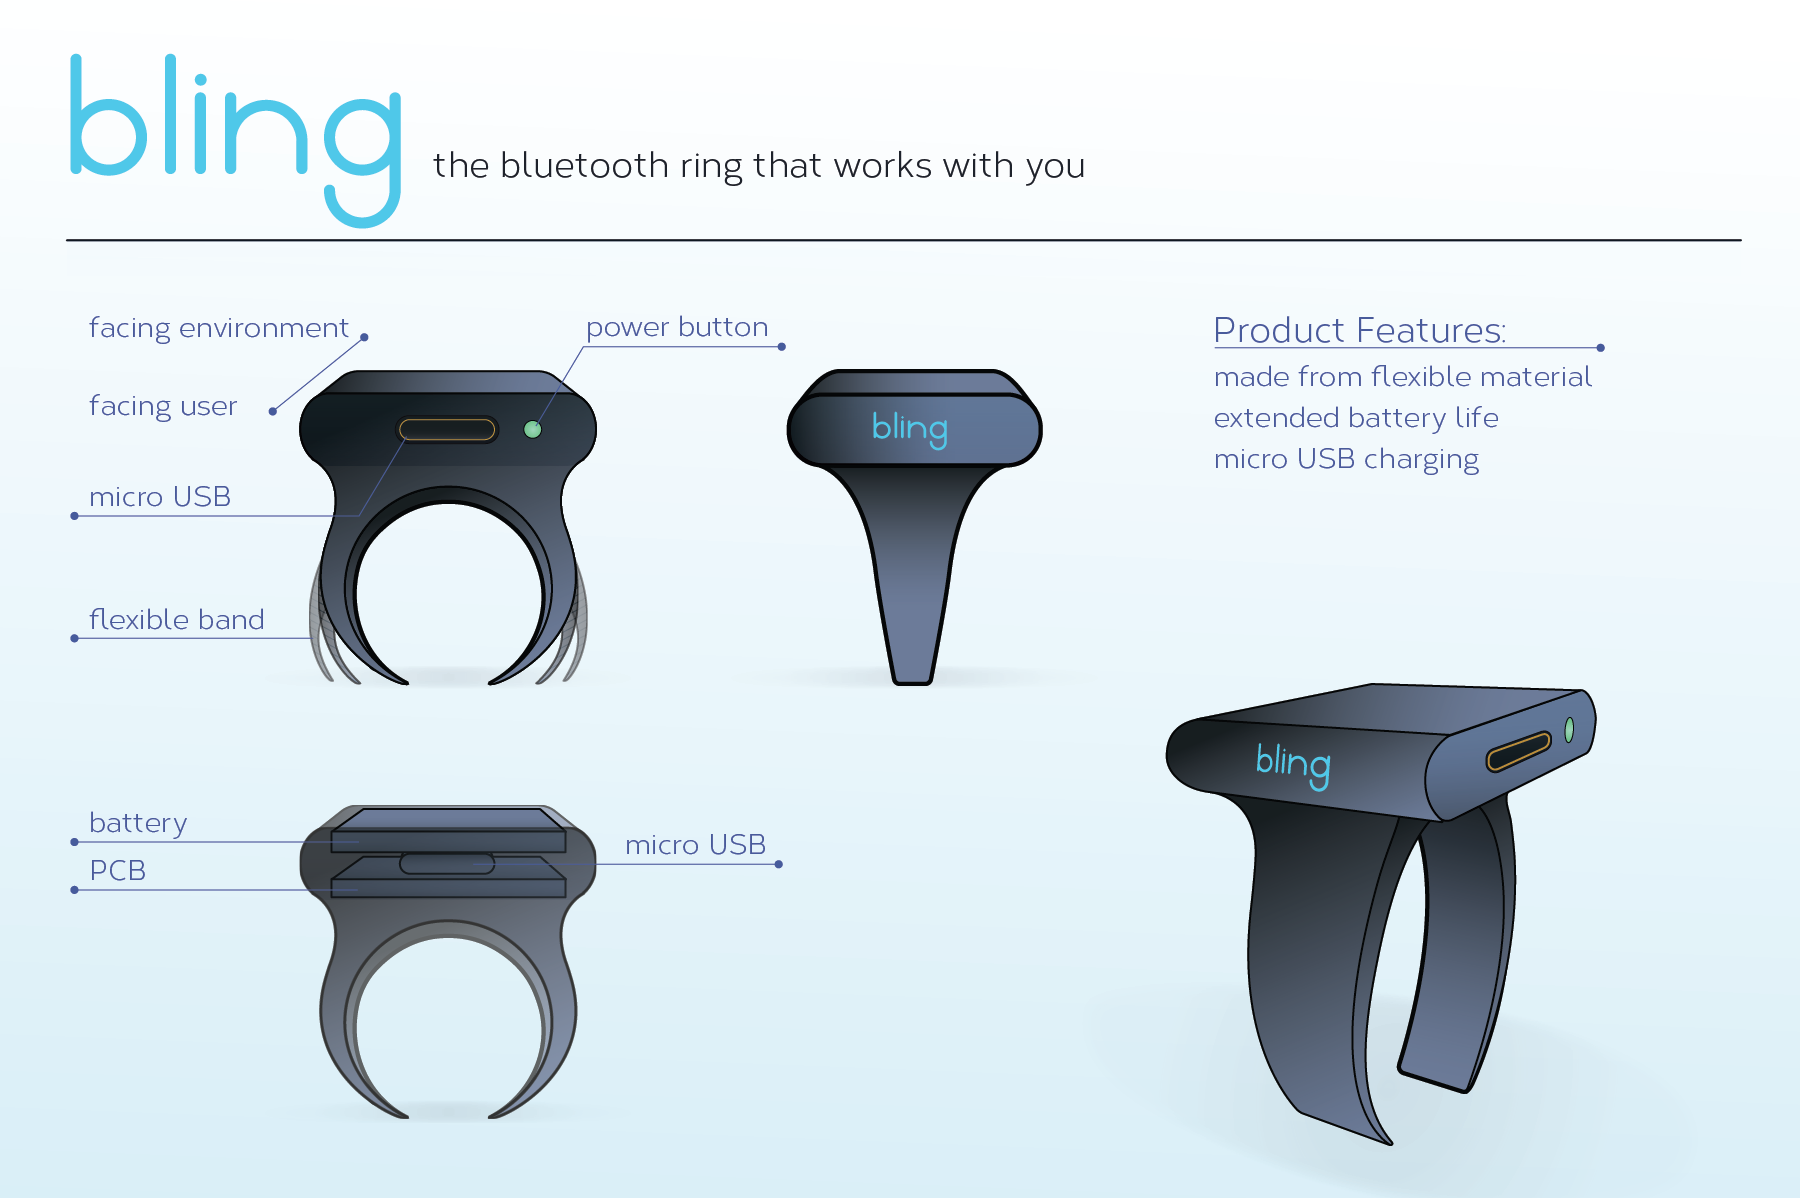 bling
the bluetooth ring that works with you
facing environment
facing user
micro USB
flexible band
power button
bling
Product Features:
made from flexible material
extended battery life
micro USB charging
battery
PCB
micro USB
bling